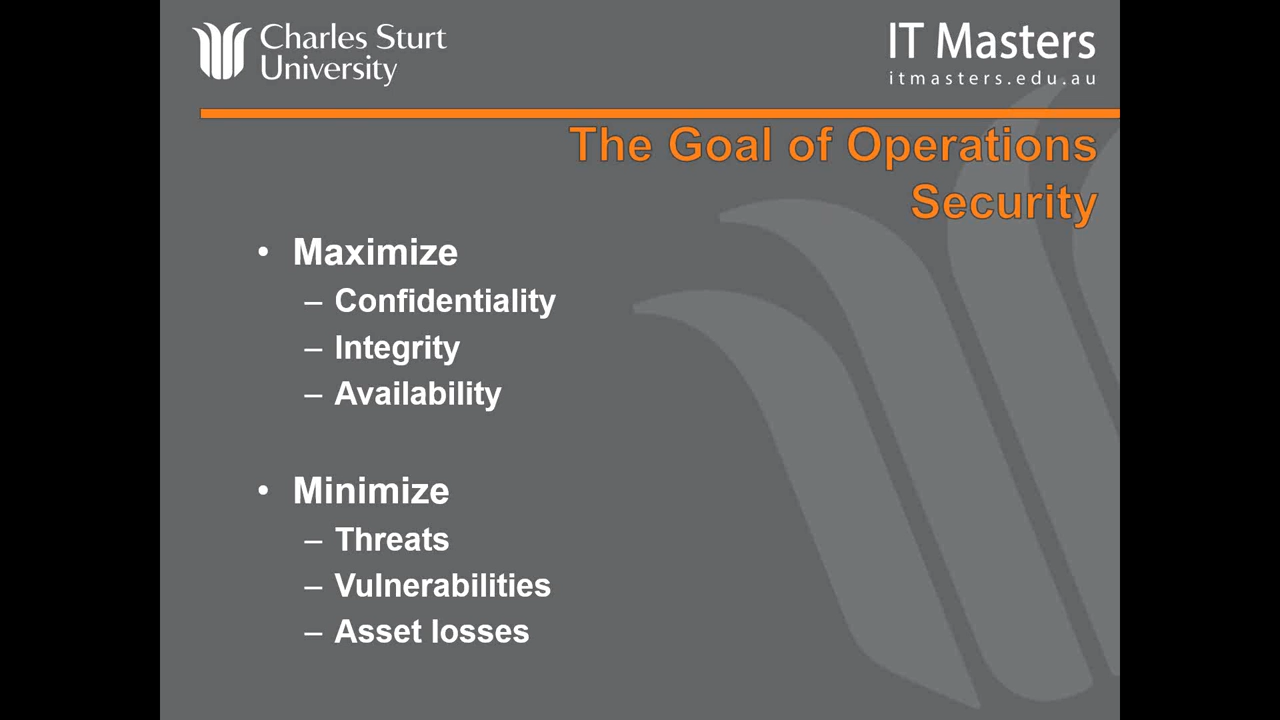 Charles Sturt
University
IT Masters
itmasters.edu.au
The Goal of Operations
Security
• Maximize
– Confidentiality
– Integrity
– Availability
• Minimize
– Threats
– Vulnerabilities
– Asset losses